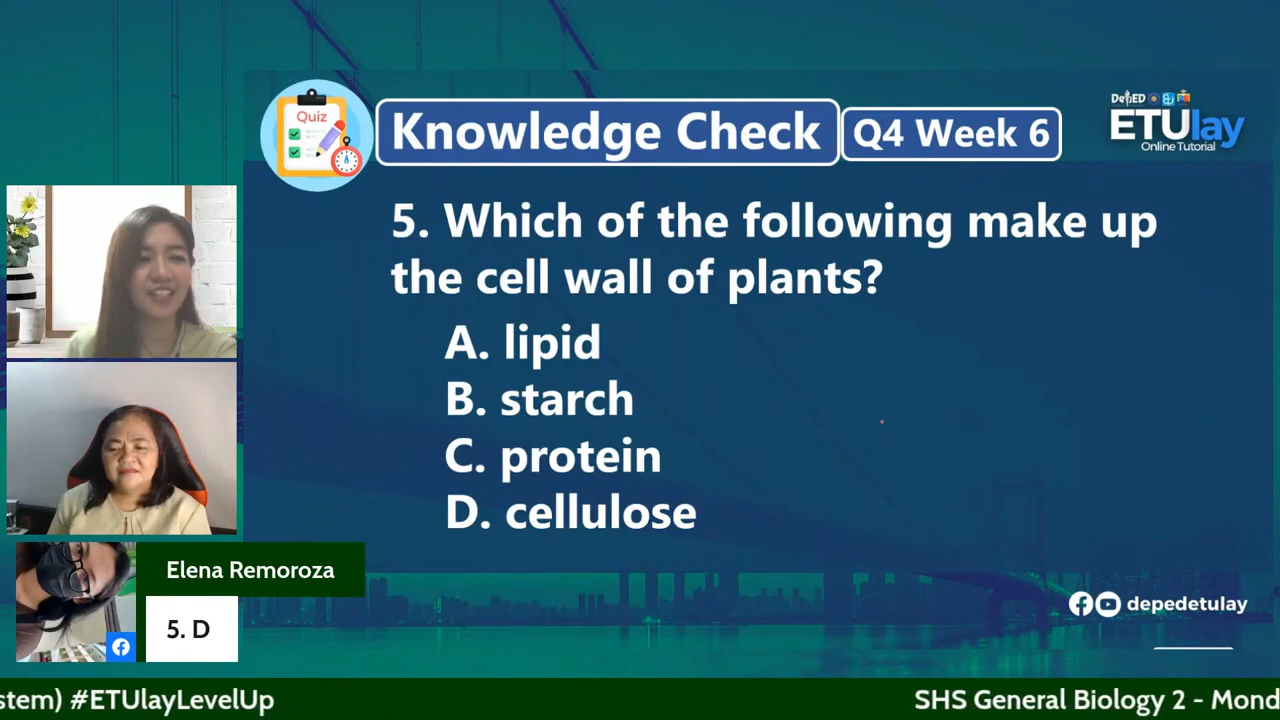 Quiz
Knowledge Check
Q4 Week 6
DepED
ETUlay
Online Tutorial
5. Which of the following make up
the cell wall of plants?
A. lipid
B. starch
C. protein
D. cellulose
Elena Remoroza
5. D
depedetulay
stem) #ETUlayLevelUp
SHS General Biology 2 - Mond